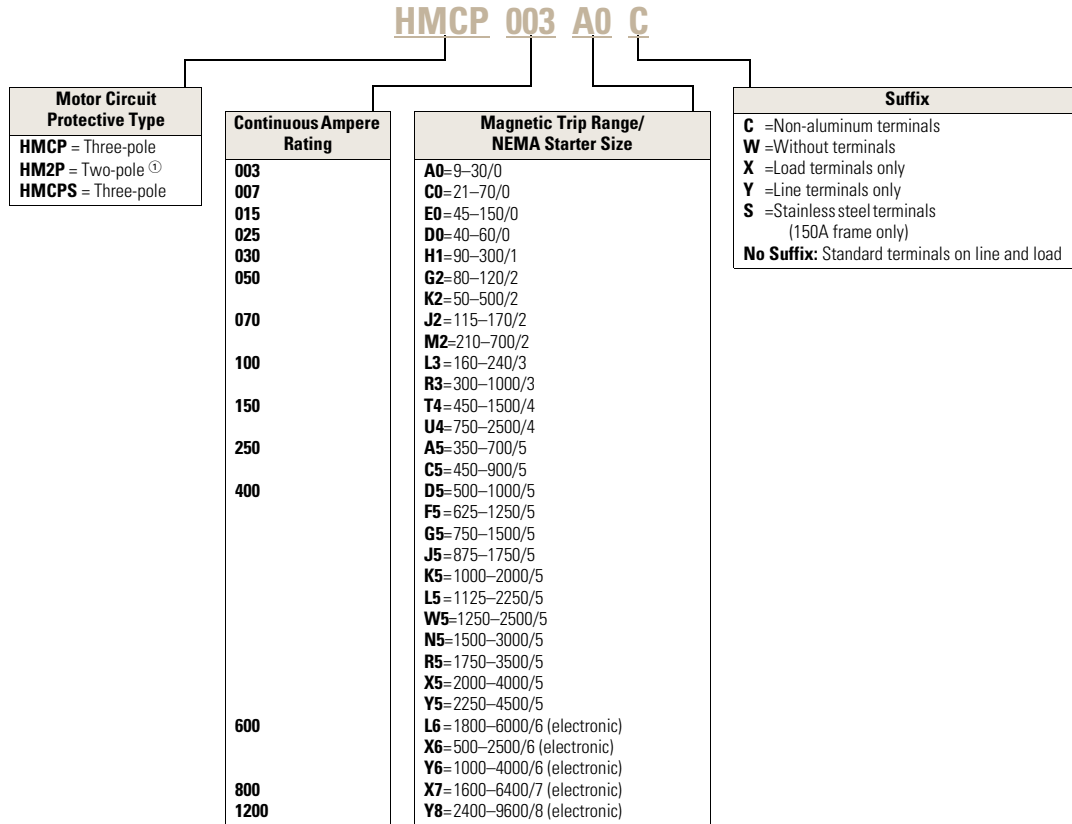 HMCP 003 A0 C
Motor Circuit
Protective Type
HMCP = Three-pole
HM2P = Two-pole ①
HMCPS = Three-pole
Continuous Ampere
Rating
003
007
015
025
030
050
070
100
150
250
400
600
800
1200
Magnetic Trip Range/
NEMA Starter Size
A0=9–30/0
C0=21–70/0
E0=45–150/0
D0=40–60/0
H1=90–300/1
G2=80–120/2
K2=50–500/2
J2=115–170/2
M2=210–700/2
L3=160–240/3
R3=300–1000/3
T4=450–1500/4
U4=750–2500/4
A5=350–700/5
C5=450–900/5
D5=500–1000/5
F5=625–1250/5
G5=750–1500/5
J5=875–1750/5
K5=1000–2000/5
L5=1125–2250/5
W5=1250–2500/5
N5=1500–3000/5
R5=1750–3500/5
X5=2000–4000/5
Y5=2250–4500/5
L6=1800–6000/6 (electronic)
X6=500–2500/6 (electronic)
Y6=1000–4000/6 (electronic)
X7=1600–6400/7 (electronic)
Y8=2400–9600/8 (electronic)
Suffix
C =Non-aluminum terminals
W =Without terminals
X =Load terminals only
Y =Line terminals only
S =Stainless steel terminals
(150A frame only)
No Suffix: Standard terminals on line and load